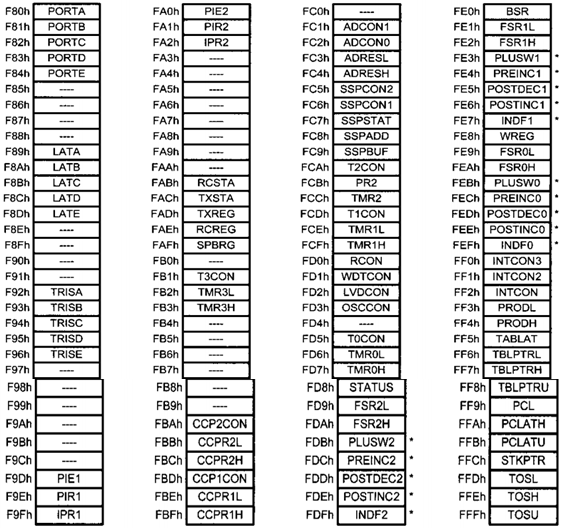 F80h PORTA
F81h PORTB
F82h PORTC
F83h PORTD
F84h PORTE
F85h ----
F86h ----
F87h ----
F88h ----
F89h LATA
F8Ah LATB
F8Bh LATC
F8Ch LATD
F8Dh LATE
F8Eh ----
F8Fh ----
F90h ----
F91h ----
F92h TRISA
F93h TRISB
F94h TRISC
F95h TRISD
F96h TRISE
F97h ----
F98h ----
F99h ----
F9Ah ----
F9Bh ----
F9Ch ----
F9Dh PIE1
F9Eh PIR1
F9Fh IPR1
FA0h PIE2
FA1h PIR2
FA2h IPR2
FA3h ----
FA4h ----
FA5h ----
FA6h ----
FA7h ----
FA8h ----
FA9h ----
FAAh ----
FABh RCSTA
FACh TXSTA
FADh TXREG
FAEh RCREG
FAFh SPBRG
FB0h ----
FB1h T3CON
FB2h TMR3L
FB3h TMR3H
FB4h ----
FB5h ----
FB6h ----
FB7h ----
FB8h ----
FB9h ----
FBAh CCP2CON
FBBh CCPR2L
FBCh CCPR2H
FBDh CCP1CON
FBEh CCPR1L
FBFh CCPR1H
FC0h ----
FC1h ADCON1
FC2h ADCON0
FC3h ADRESL
FC4h ADRESH
FC5h SSPCON2
FC6h SSPCON1
FC7h SSPSTAT
FC8h SSPADD
FC9h SSPBUF
FCAh T2CON
FCBh PR2
FCCh TMR2
FCDh T1CON
FCEh TMR1L
FCFh TMR1H
FD0h RCON
FD1h WDTCON
FD2h LVDCON
FD3h OSCCON
FD4h ----
FD5h T0CON
FD6h TMR0L
FD7h TMR0H
FD8h STATUS
FD9h FSR2L
FDAh FSR2H
FDBh PLUSW2 *
FDCh PREINC2 *
FDDh POSTDEC2 *
FDEh POSTINC2 *
FDFh INDF2 *
FE0h BSR
FE1h FSR1L
FE2h FSR1H
FE3h PLUSW1 *
FE4h PREINC1 *
FE5h POSTDEC1 *
FE6h POSTINC1 *
FE7h INDF1 *
FE8h WREG
FE9h FSR0L
FEAh FSR0H
FEBh PLUSW0 *
FECh PREINC0 *
FEDh POSTDEC0 *
FEEh POSTINC0 *
FEFh INDF0 *
FF0h INTCON3
FF1h INTCON2
FF2h INTCON
FF3h PRODL
FF4h PRODH
FF5h TABLAT
FF6h TBLPTRL
FF7h TBLPTRH
FF8h TBLPTRU
FF9h PCL
FFAh PCLATH
FFBh PCLATU
FFCh STKPTR
FFDh TOSL
FFEh TOSH
FFFh TOSU